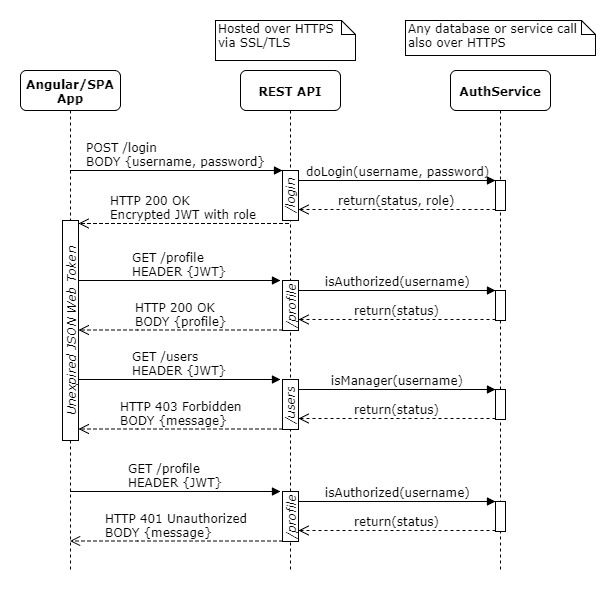 Hosted over HTTPS
via SSL/TLS
Any database or service call
also over HTTPS
Angular/SPA
App
REST API
AuthService
POST /login
BODY {username, password}
doLogin(username, password)
/login
return(status, role)
HTTP 200 OK
Encrypted JWT with role
Unexpired JSON Web Token
GET /profile
HEADER {JWT}
isAuthorized(username)
/profile
return(status)
HTTP 200 OK
BODY {profile}
GET /users
HEADER {JWT}
isManager(username)
/users
return(status)
HTTP 403 Forbidden
BODY {message}
GET /profile
HEADER {JWT}
isAuthorized(username)
/profile
return(status)
HTTP 401 Unauthorized
BODY {message}